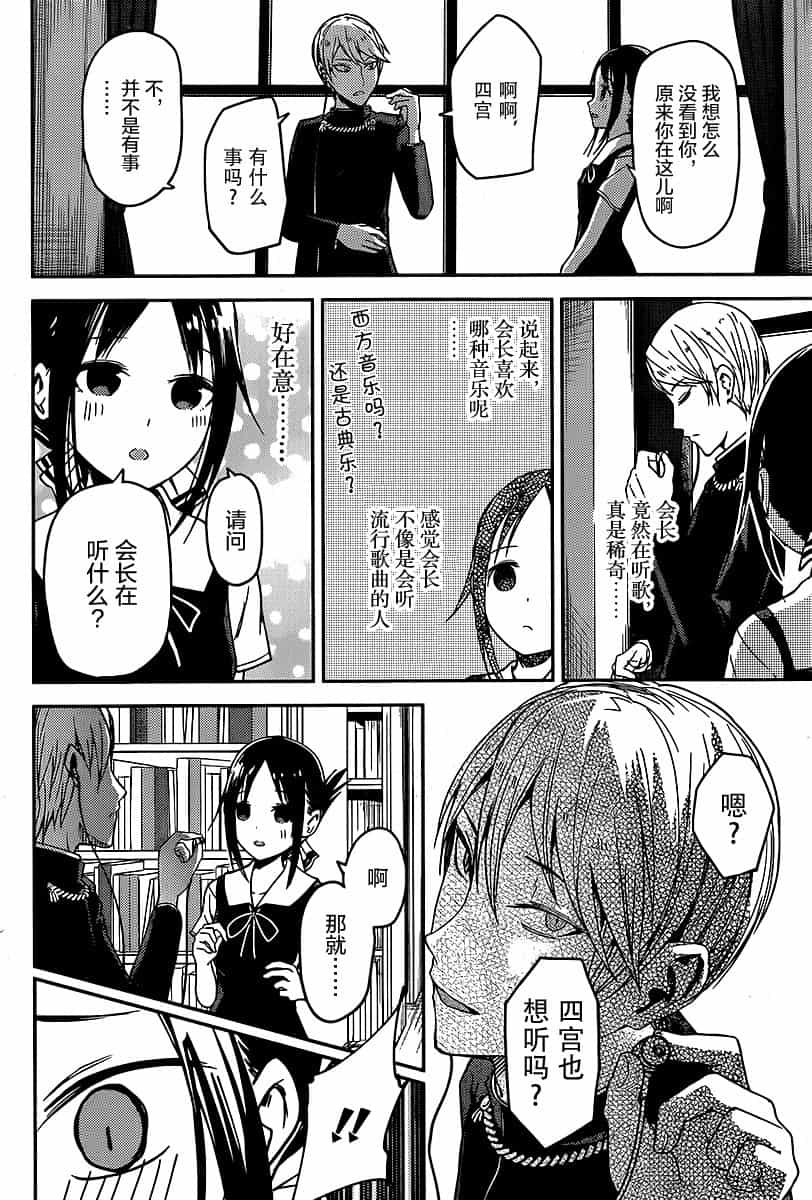 我想怎么
没看到你，
原来你在这儿啊
啊啊，
四宫
有什么
事吗？
不，
并不是有事
……
会长
竟然在听歌，
真是稀奇……
说起来，
会长喜欢
哪种音乐呢
……
西方音乐吗？
还是古典乐？
感觉会长
不像是会听
流行歌曲的人
好在意………
请问
会长在
听什么？
嗯？
四宫也
想听吗？
啊
那就……
!!